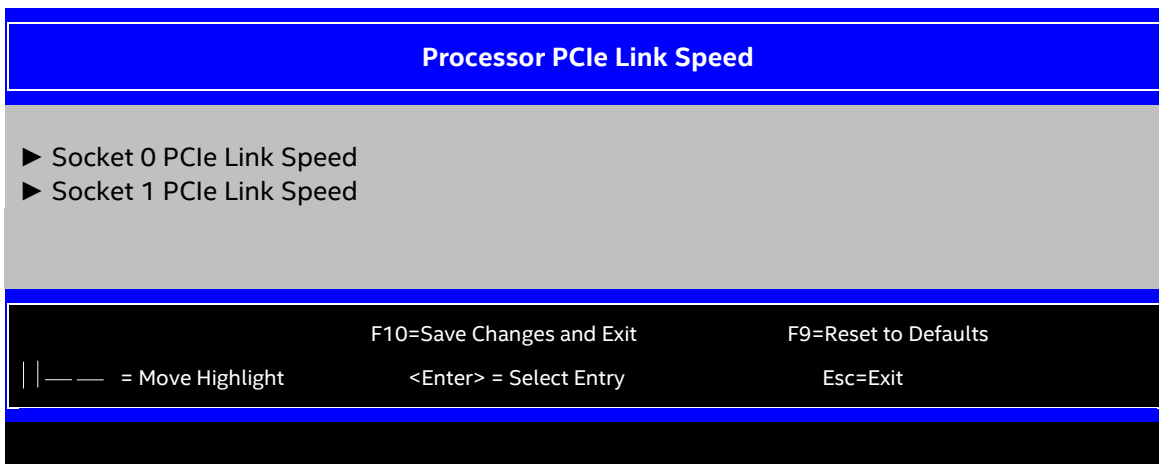 Processor PCIe Link Speed
► Socket 0 PCIe Link Speed
► Socket 1 PCIe Link Speed
F10=Save Changes and Exit F9=Reset to Defaults
= Move Highlight <Enter> = Select Entry Esc=Exit